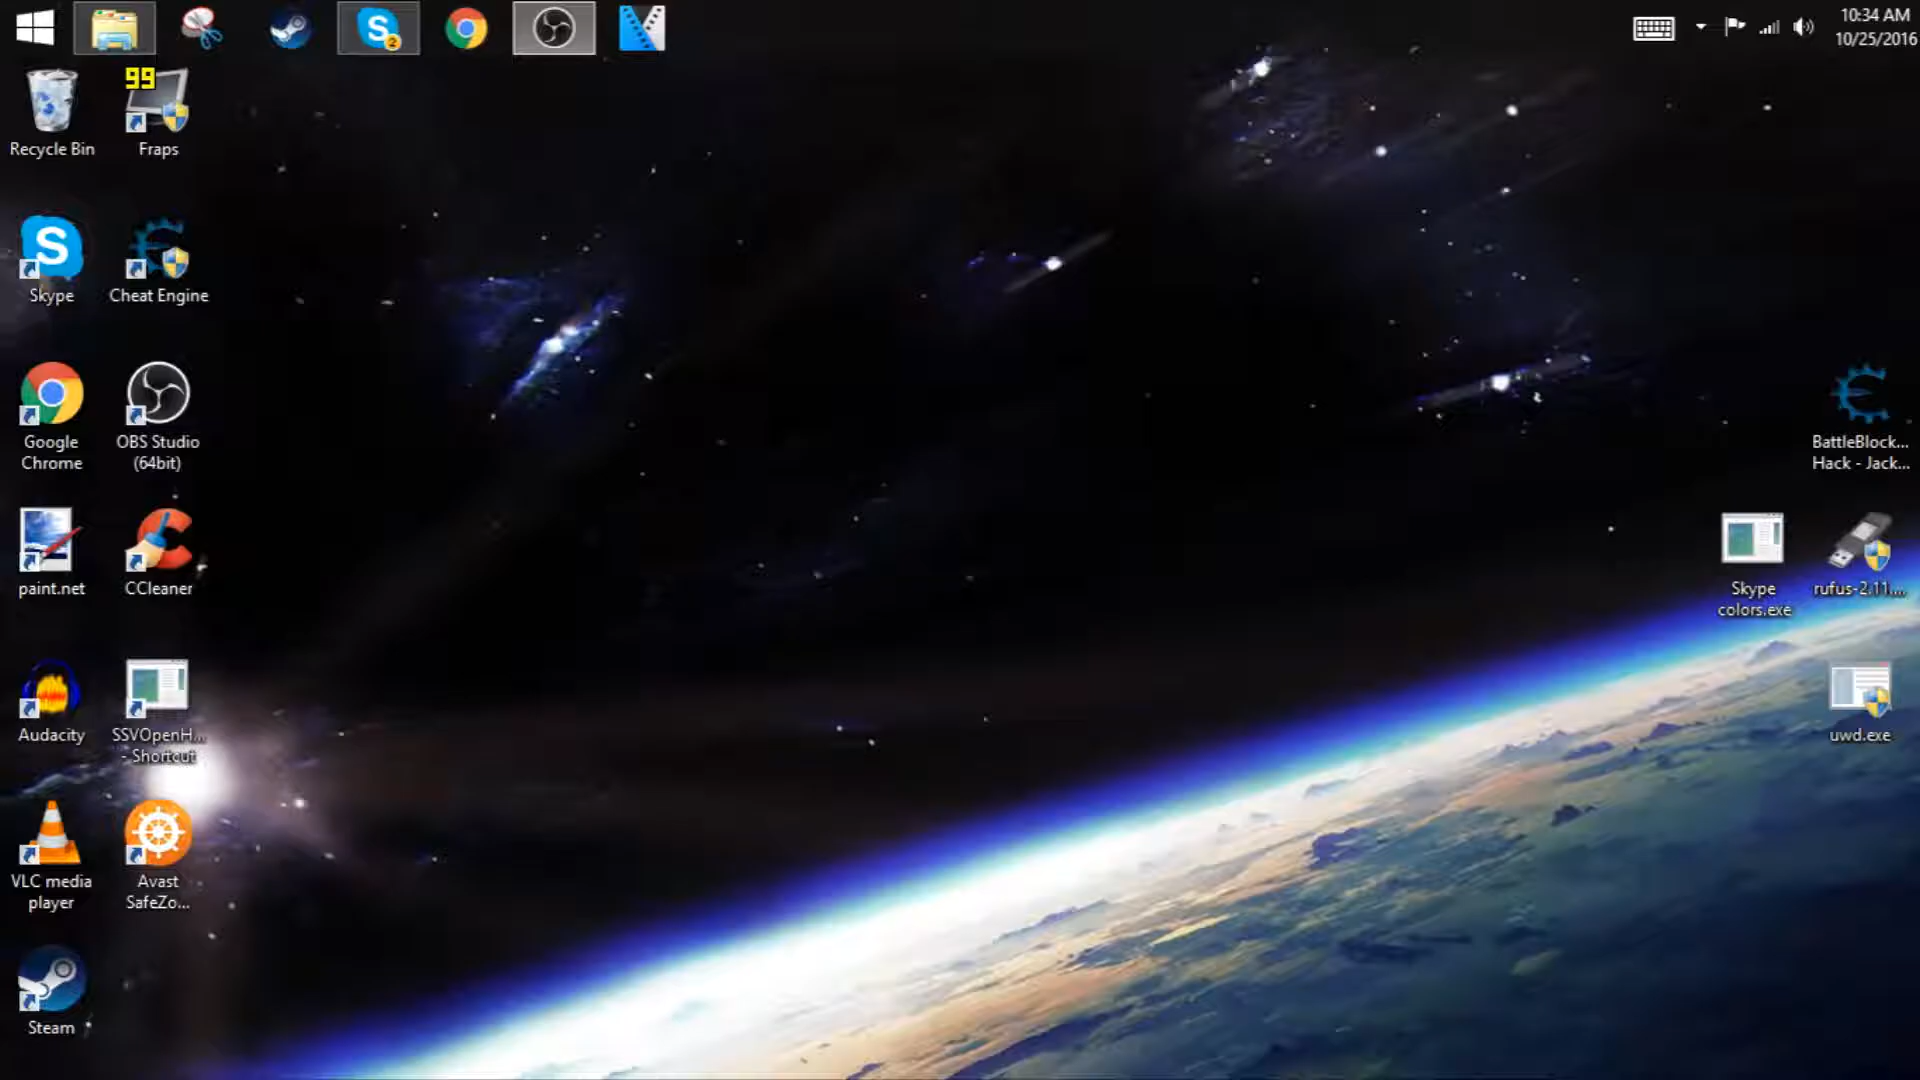 10:34 AM
10/25/2016
99
Recycle Bin
Fraps
Skype
Cheat Engine
Google
Chrome
OBS Studio
(64bit)
BattleBlock...
Hack - Jack...
paint.net
CCleaner
Skype
colors.exe
rufus-2.11....
Audacity
SSVOpenH...
- Shortcut
uwd.exe
VLC media
player
Avast
SafeZo...
Steam
2